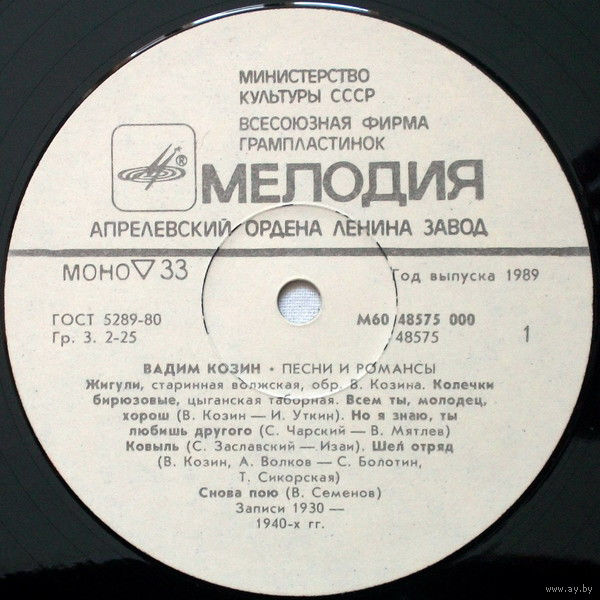 МИНИСТЕРСТВО
КУЛЬТУРЫ СССР
ВСЕСОЮЗНАЯ ФИРМА
ГРАМПЛАСТИНОК
®
МЕЛОДИЯ
АПРЕЛЕВСКИЙ ОРДЕНА ЛЕНИНА ЗАВОД
МОНО ▽ 33
Год выпуска 1989
ГОСТ 5289-80
М60 48575 000
Гр. 3. 2-25
48575
1
ВАДИМ КОЗИН • ПЕСНИ И РОМАНСЫ
Жигули, старинная волжская, обр. В. Козина. Колечки
бирюзовые, цыганская таборная. Всем ты, молодец,
хорош (В. Козин — И. Уткин). Но я знаю, ты
любишь другого (С. Чарский — В. Мятлев)
Ковыль (С. Заславский — Изаи). Шел отряд
(В. Козин, А. Волков — С. Болотин,
Т. Сикорская)
Снова пою (В. Семенов)
Записи 1930 —
1940-х гг.
www.ay.by